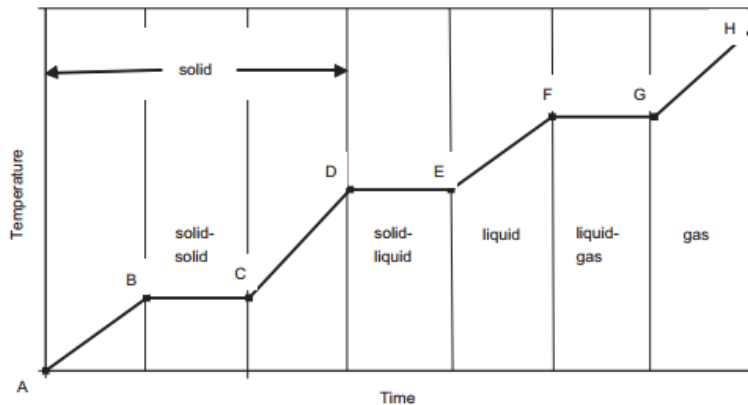 H
solid
F
G
D
E
Temperature
solid-
solid
solid-
liquid
liquid
liquid-
gas
gas
B
C
A
Time